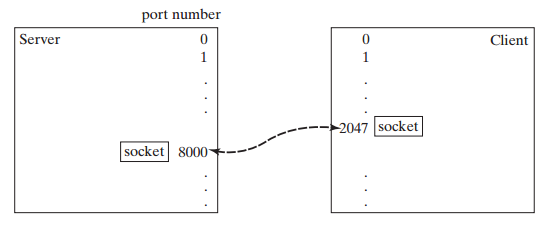 port number
Server 0
1
.
.
.
socket 8000
.
.
.
0 Client
1
.
.
.
2047 socket
.
.
.